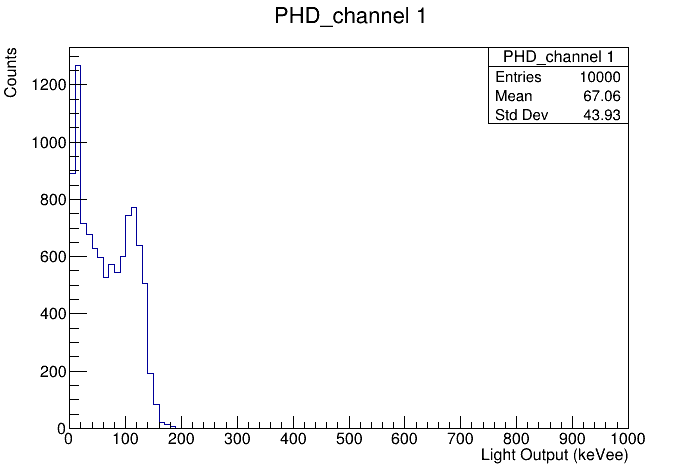 PHD_channel 1
Counts
PHD_channel 1
Entries 10000
Mean 67.06
Std Dev 43.93
1200
1000
800
600
400
200
0
0 100 200 300 400 500 600 700 800 900 1000
Light Output (keVee)